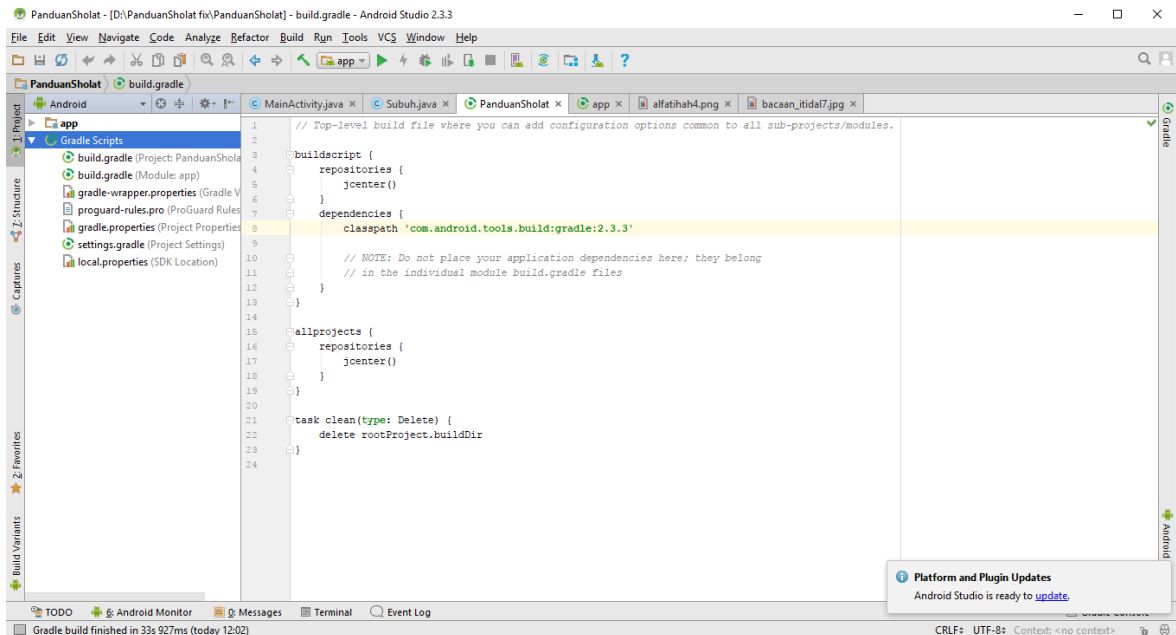 PanduanSholat - [D:\PanduanSholat fix\PanduanSholat] - build.gradle - Android Studio 2.3.3
File Edit View Navigate Code Analyze Refactor Build Run Tools VCS Window Help
app
PanduanSholat build.gradle
Android
MainActivity.java × Subuh.java × PanduanSholat × app × alfatihah4.png × bacaan_itidal7.jpg ×
1: Project
7: Structure
Captures
2: Favorites
Build Variants
app
Gradle Scripts
build.gradle (Project: PanduanShola
build.gradle (Module: app)
gradle-wrapper.properties (Gradle V
proguard-rules.pro (ProGuard Rules
gradle.properties (Project Properties
settings.gradle (Project Settings)
local.properties (SDK Location)
1 // Top-level build file where you can add configuration options common to all sub-projects/modules.
2
3 buildscript {
4 repositories {
5 jcenter()
6 }
7 dependencies {
8 classpath 'com.android.tools.build:gradle:2.3.3'
9
10 // NOTE: Do not place your application dependencies here; they belong
11 // in the individual module build.gradle files
12 }
13 }
14
15 allprojects {
16 repositories {
17 jcenter()
18 }
19 }
20
21 task clean(type: Delete) {
22 delete rootProject.buildDir
23 }
24
Gradle
Android
Platform and Plugin Updates
Android Studio is ready to update.
TODO 6: Android Monitor 0: Messages Terminal Event Log
Gradle build finished in 33s 927ms (today 12:02)
CRLF UTF-8 Context: <no context>